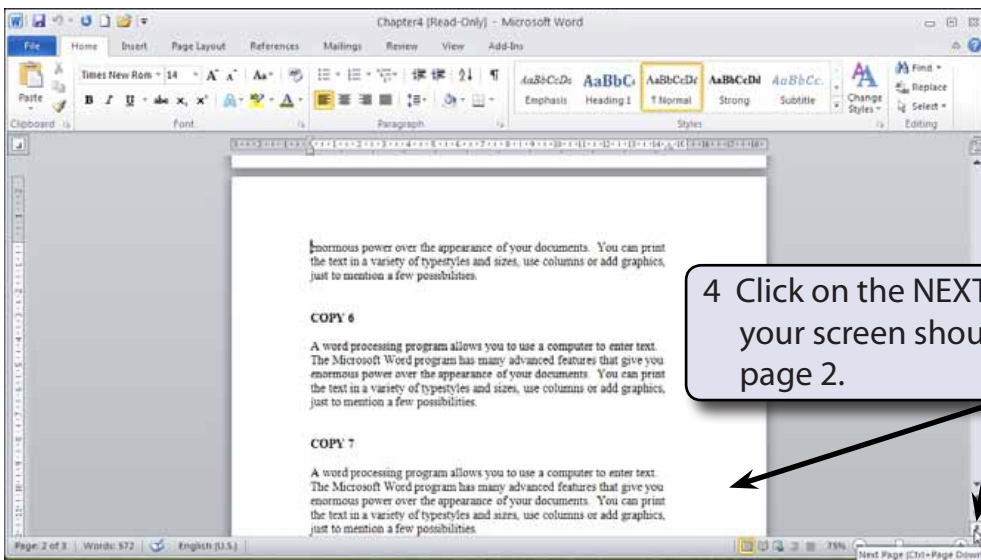 Chapter4 [Read-Only] - Microsoft Word
File Home Insert Page Layout References Mailings Review View Add-Ins
Times New Rom 14 Aa
AaBbCcDc AaBbC AaBbCcDc AaBbCcDd AaBbCc.
Find
Replace
Select
Paste
B I U abc x, x' A
Emphasis Heading 1 ¶ Normal Strong Subtitle
Change Styles
Clipboard Font Paragraph Styles Editing
enormous power over the appearance of your documents. You can print
the text in a variety of typestyles and sizes, use columns or add graphics,
just to mention a few possibilities.
COPY 6
A word processing program allows you to use a computer to enter text.
The Microsoft Word program has many advanced features that give you
enormous power over the appearance of your documents. You can print
the text in a variety of typestyles and sizes, use columns or add graphics,
just to mention a few possibilities.
COPY 7
A word processing program allows you to use a computer to enter text.
The Microsoft Word program has many advanced features that give you
enormous power over the appearance of your documents. You can print
the text in a variety of typestyles and sizes, use columns or add graphics,
just to mention a few possibilities.
4 Click on the NEXT
your screen shou
page 2.
Page: 2 of 3 Words: 572 English (U.S.) 75%
Next Page (Ctrl+Page Down